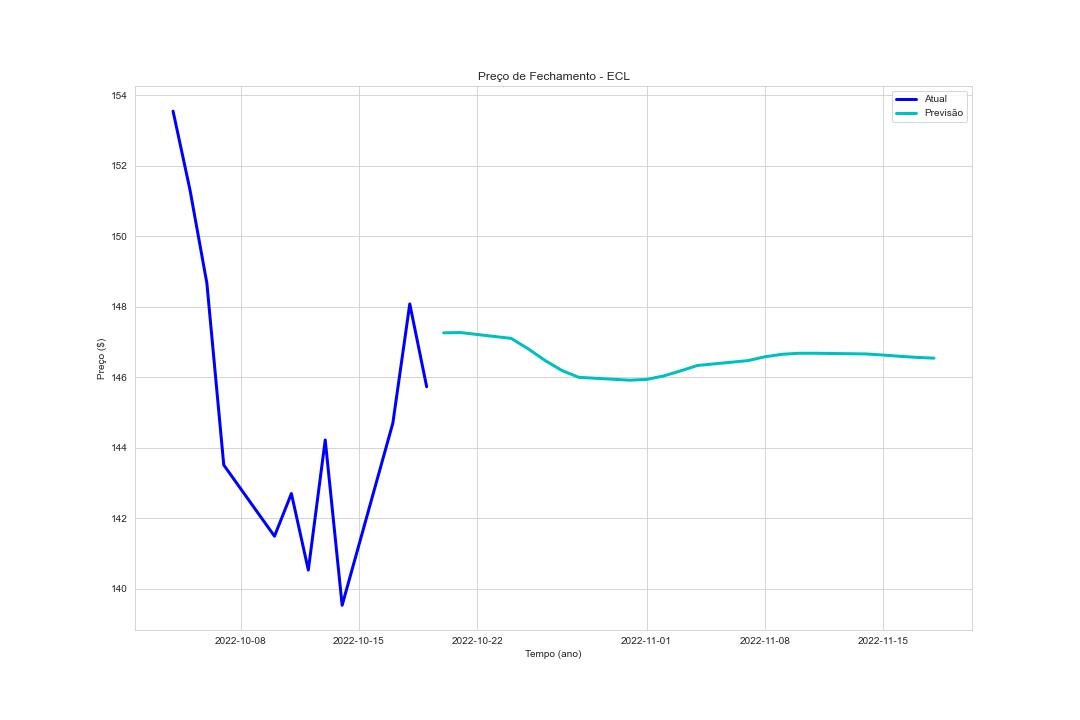 Preço de Fechamento - ECL
Atual
Previsão
154
152
150
148
146
144
142
140
Preço ($)
2022-10-08
2022-10-15
2022-10-22
2022-11-01
2022-11-08
2022-11-15
Tempo (ano)